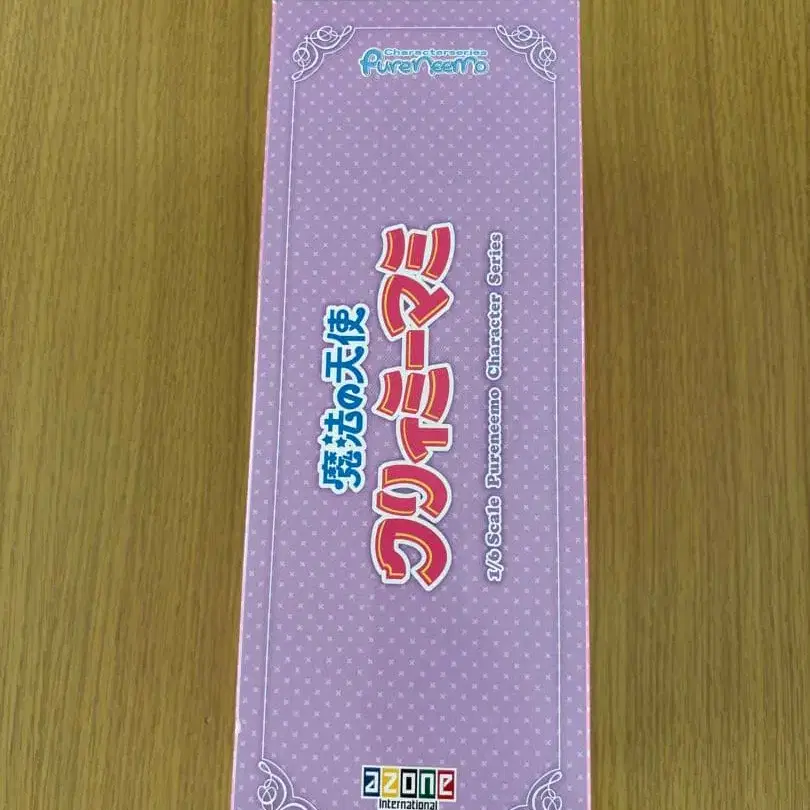 Characterseries
PureNeemo
魔法の天使
クリィミーマミ
1/6 Scale Pureneemo Character Series
azone
International